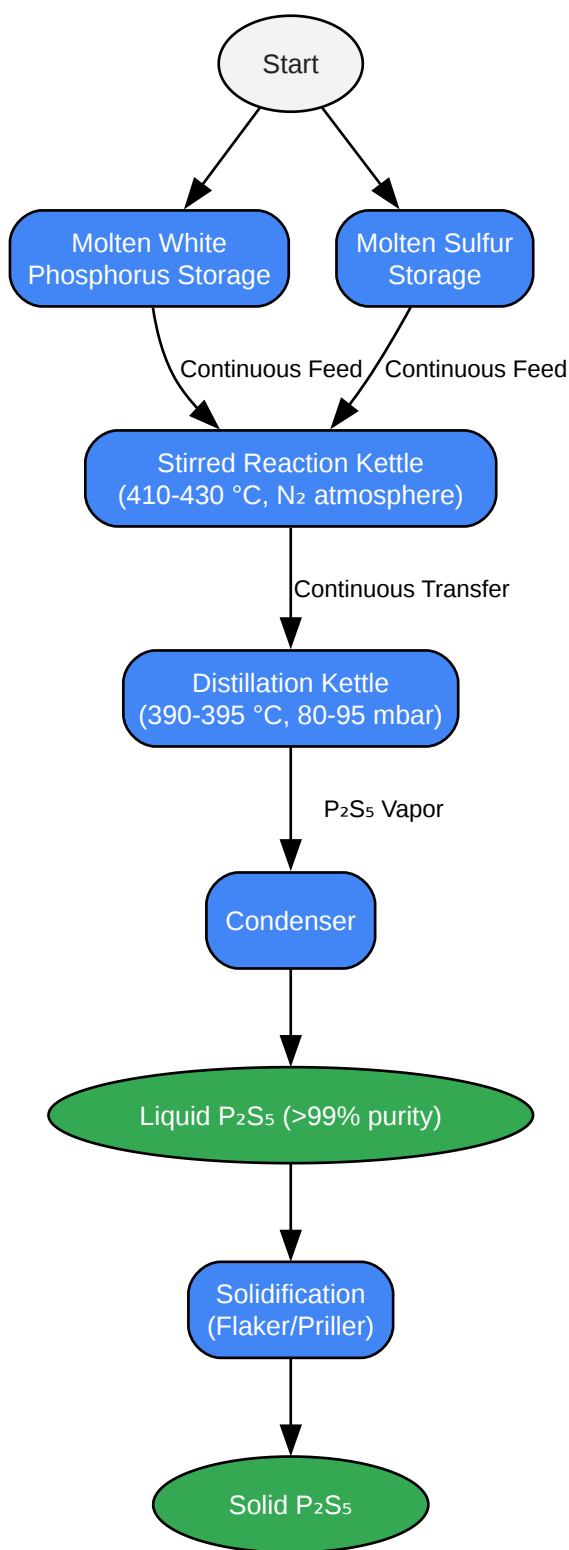 Start
Molten White
Phosphorus Storage
Molten Sulfur
Storage
Continuous Feed
Continuous Feed
Stirred Reaction Kettle
(410-430 °C, N₂ atmosphere)
Continuous Transfer
Distillation Kettle
(390-395 °C, 80-95 mbar)
P₂S₅ Vapor
Condenser
Liquid P₂S₅ (>99% purity)
Solidification
(Flaker/Priller)
Solid P₂S₅